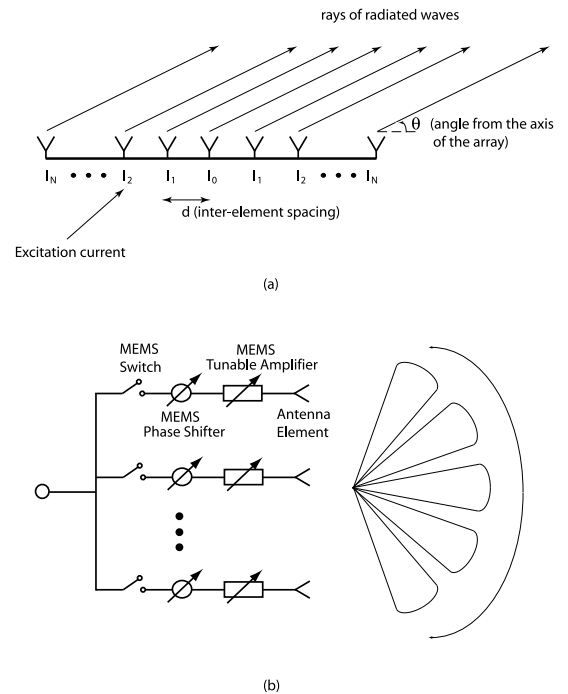 rays of radiated waves
θ (angle from the axis
of the array)
I_N • • • I_2 I_1 I_0 I_1 I_2 • • • I_N
d (inter-element spacing)
Excitation current
(a)
MEMS
Switch
MEMS
Tunable Amplifier
MEMS
Phase Shifter
Antenna
Element
(b)